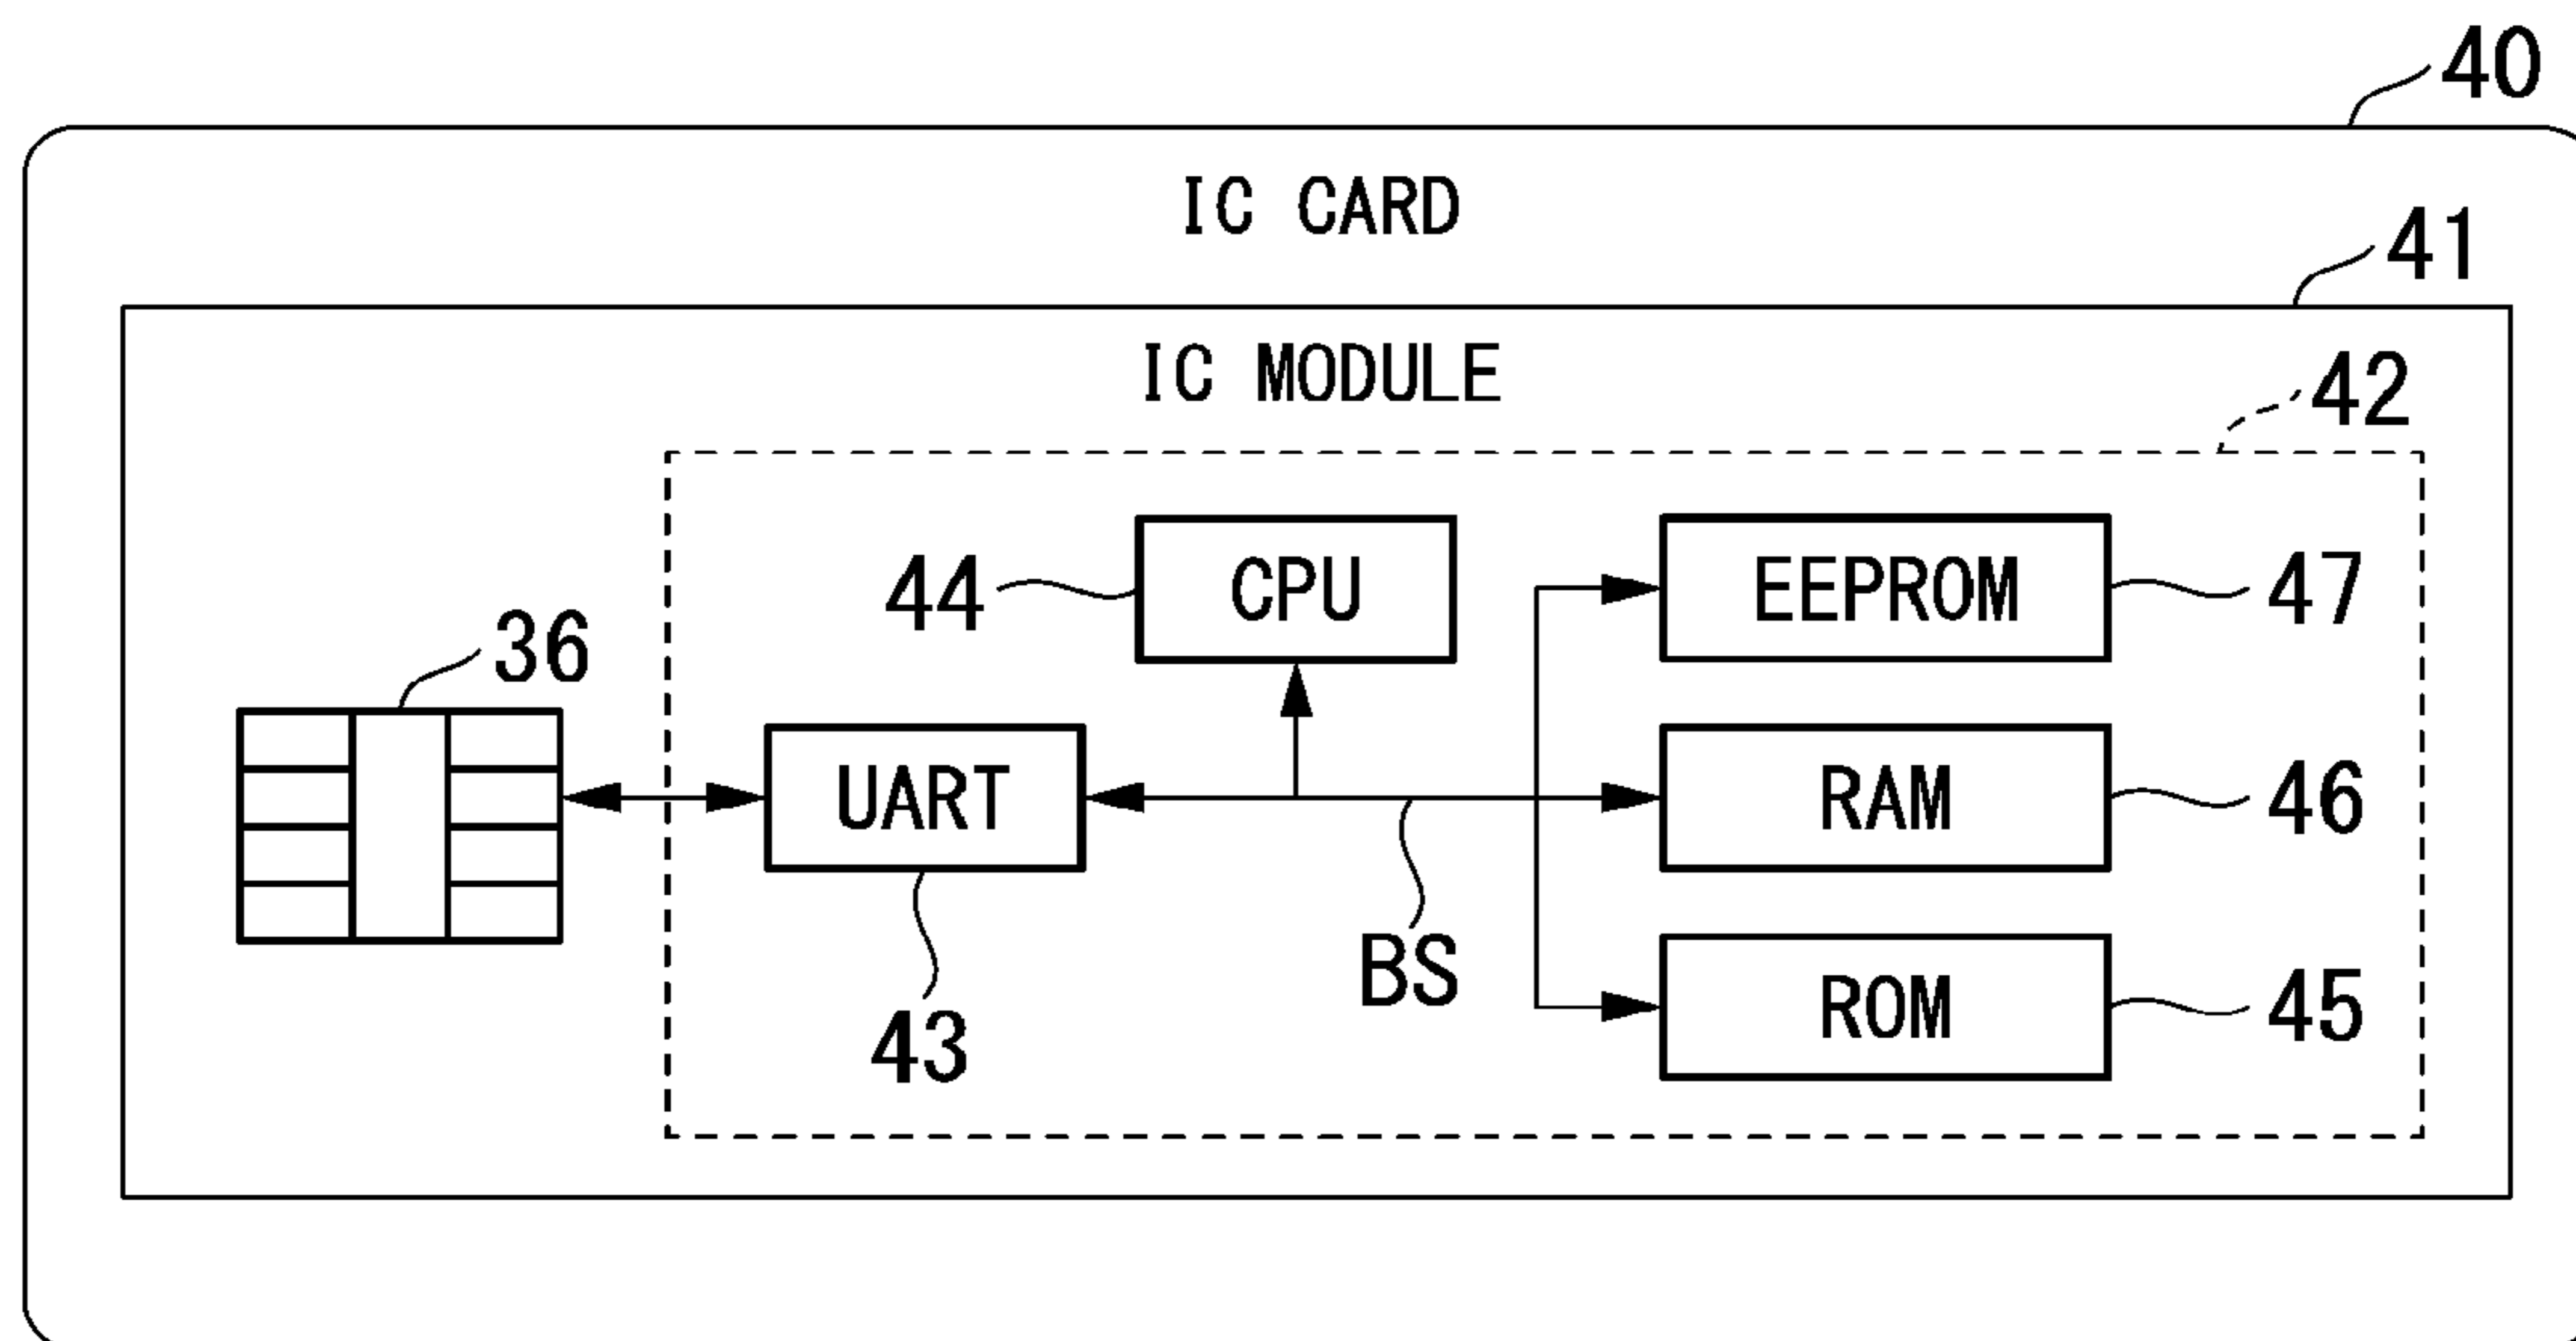 40
IC CARD
41
IC MODULE
42
44
CPU
EEPROM
47
36
UART
RAM
46
BS
43
ROM
45